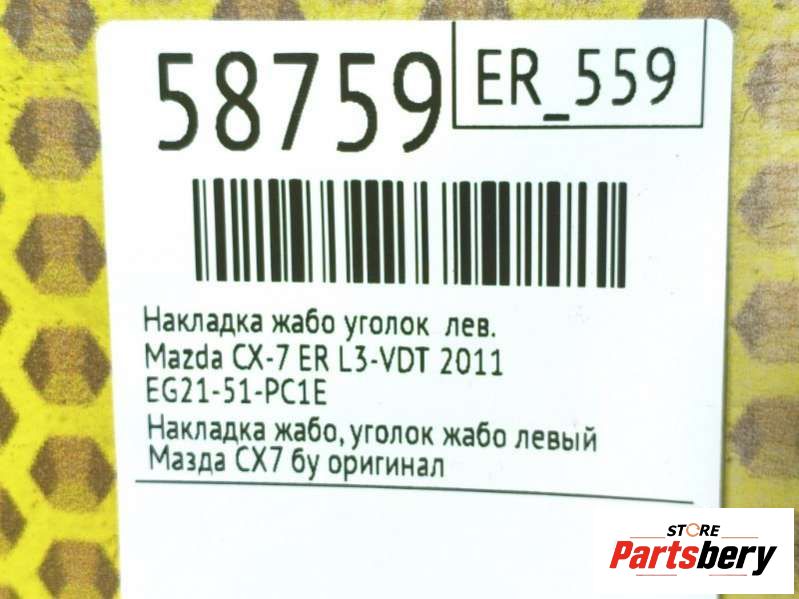 58759
ER_559
Накладка жабо уголок лев.
Mazda CX-7 ER L3-VDT 2011
EG21-51-PC1E
Накладка жабо, уголок жабо левый
Мазда СХ7 бу оригинал
STORE
Partsbery